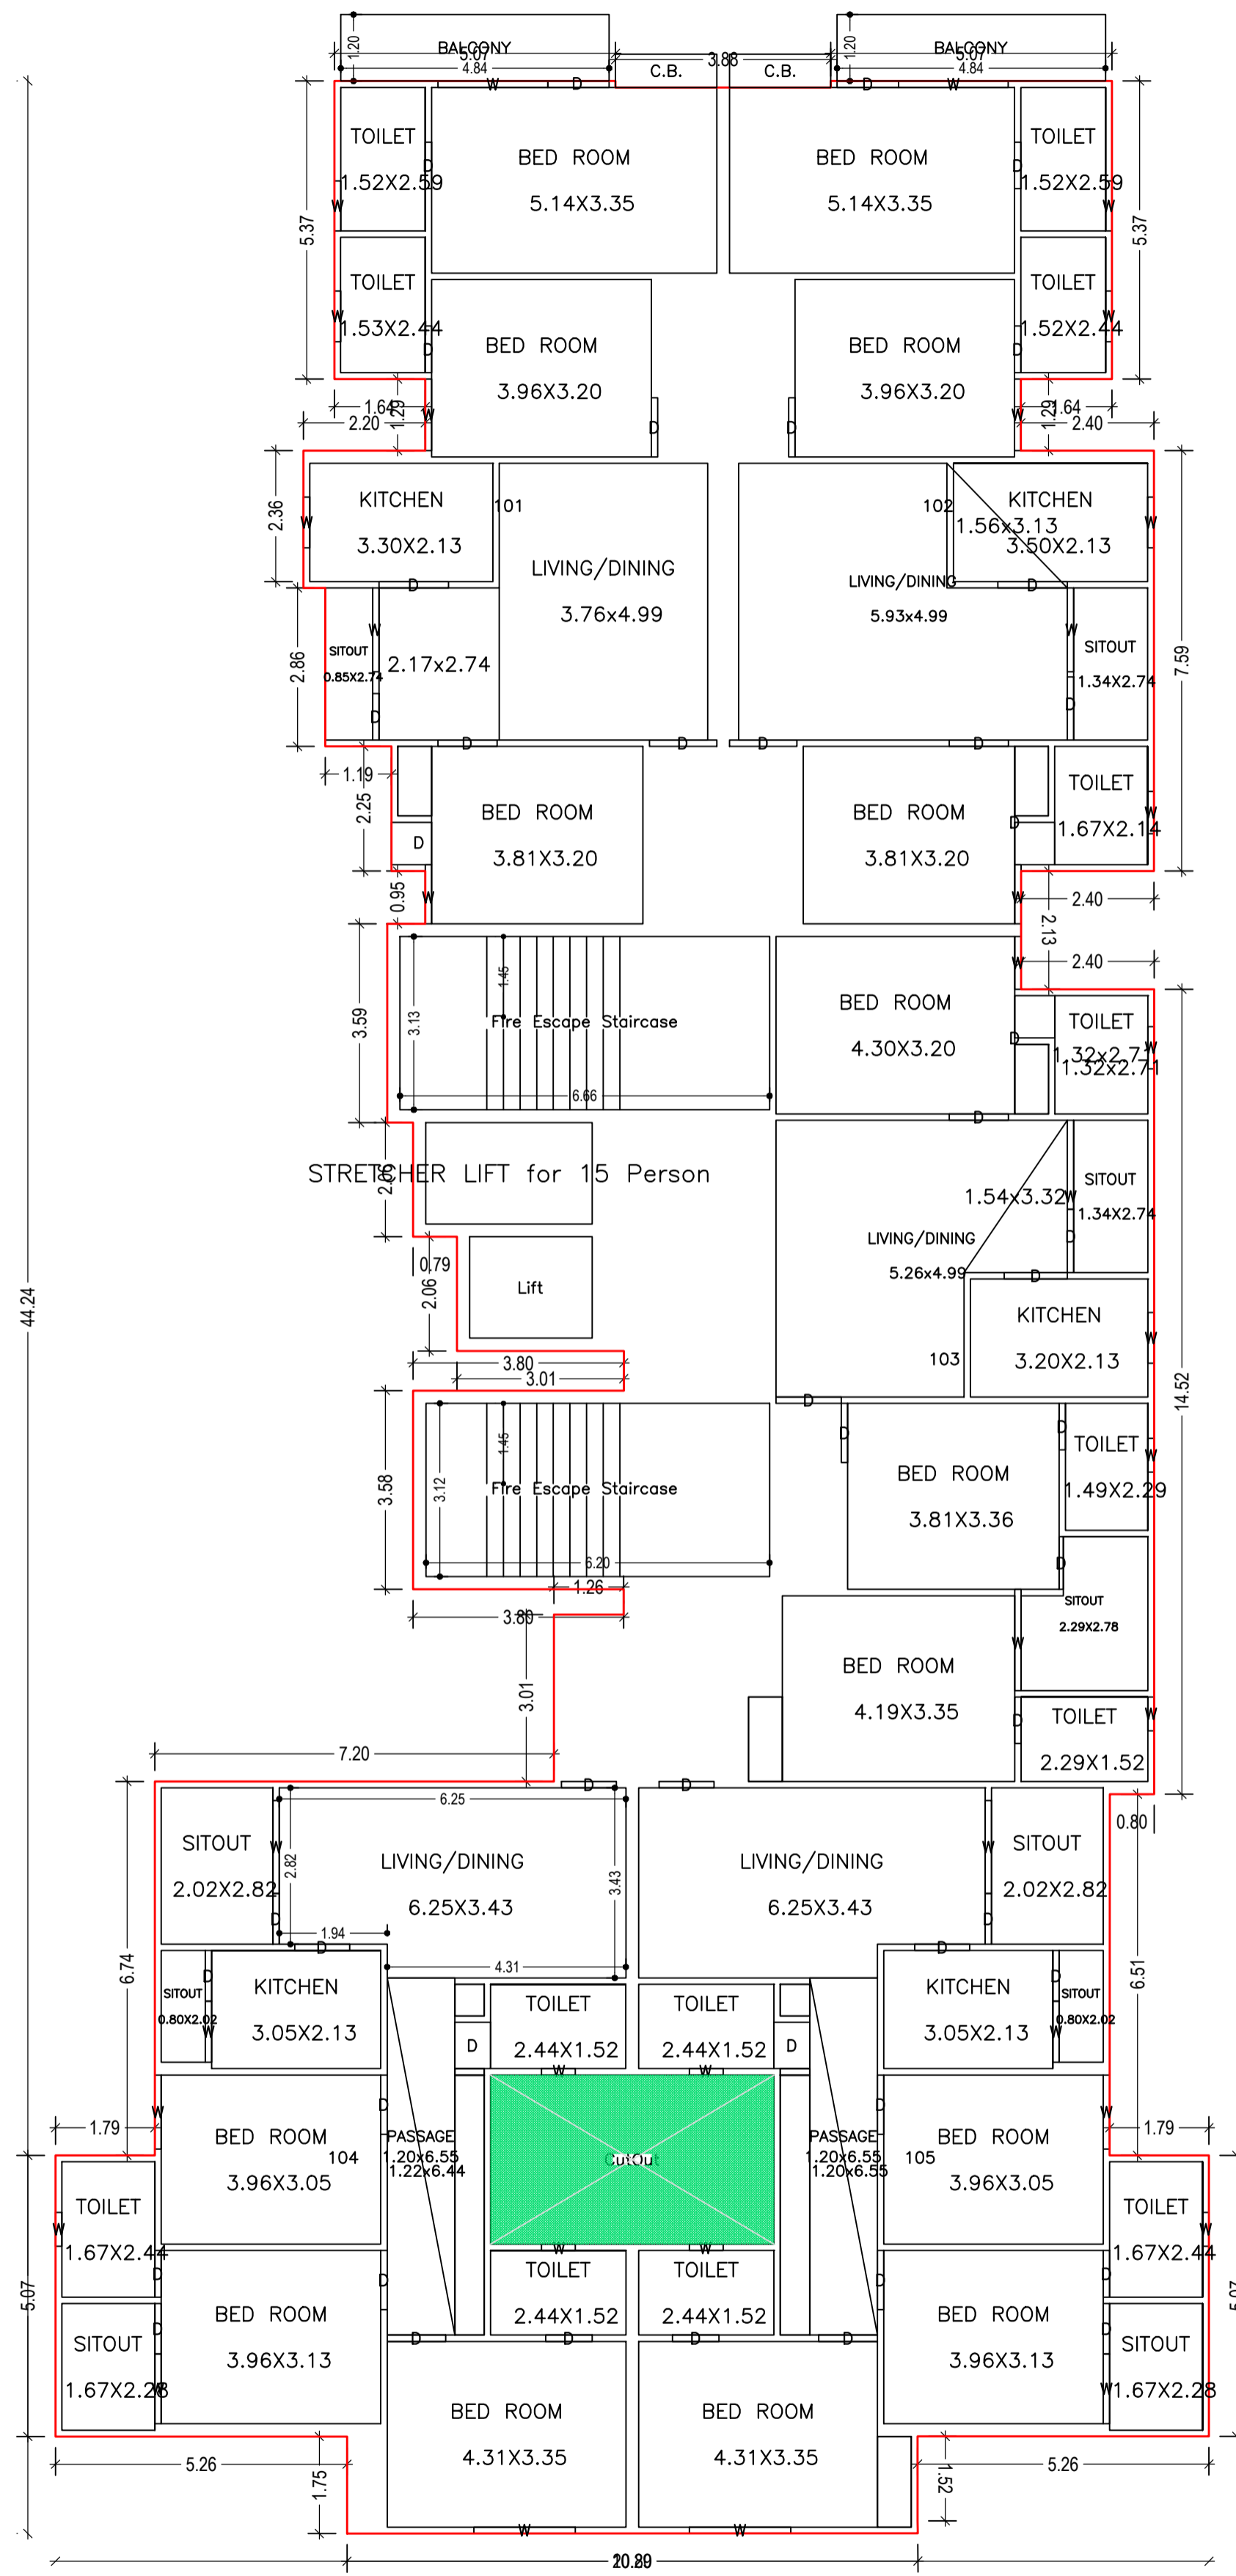 BALCONY
5.07
4.84
1.20
3.88
C.B.
C.B.
BALCONY
5.07
4.84
1.20
W
D
D
W
TOILET
1.52X2.59
BED ROOM
5.14X3.35
BED ROOM
5.14X3.35
TOILET
1.52X2.59
D
D
W
W
5.37
5.37
TOILET
1.53X2.44
BED ROOM
3.96X3.20
BED ROOM
3.96X3.20
TOILET
1.52X2.44
W
D
D
W
1.64
1.29
2.20
W
D
D
W
1.64
1.29
2.40
2.36
W
KITCHEN
3.30X2.13
101
LIVING/DINING
3.76x4.99
102
1.56x3.13
KITCHEN
3.50X2.13
W
LIVING/DINING
5.93x4.99
D
D
2.86
SITOUT
0.85X2.74
W
D
2.17x2.74
W
D
SITOUT
1.34X2.74
7.59
D
D
D
D
1.19
2.25
BED ROOM
3.81X3.20
D
BED ROOM
3.81X3.20
D
TOILET
1.67X2.14
W
0.95
W
W
2.40
2.13
2.40
3.59
3.13
1.45
Fire Escape Staircase
6.66
BED ROOM
4.30X3.20
W
D
TOILET
1.32x2.71
1.32x2.71
W
D
2.06
STRETCHER LIFT for 15 Person
1.54x3.32
W
D
SITOUT
1.34X2.74
LIVING/DINING
5.26x4.99
0.79
2.06
Lift
D
KITCHEN
3.20X2.13
W
103
3.80
3.01
44.24
14.52
D
D
D
3.58
3.12
1.45
Fire Escape Staircase
6.20
BED ROOM
3.81X3.36
TOILET
1.49X2.29
W
D
1.26
3.80
SITOUT
2.29X2.78
W
3.01
BED ROOM
4.19X3.35
D
TOILET
2.29X1.52
W
7.20
D
D
6.25
0.80
SITOUT
2.02X2.82
W
D
2.82
LIVING/DINING
6.25X3.43
3.43
LIVING/DINING
6.25X3.43
W
D
SITOUT
2.02X2.82
1.94
4.31
D
D
6.74
6.51
SITOUT
0.80X2.02
D
W
KITCHEN
3.05X2.13
TOILET
2.44X1.52
TOILET
2.44X1.52
KITCHEN
3.05X2.13
D
W
SITOUT
0.80X2.02
D
D
W
W
1.79
W
D
D
W
1.79
BED ROOM
3.96X3.05
104
PASSAGE
1.20x6.55
1.22x6.44
CutOut
PASSAGE
1.20x6.55
1.20x6.55
105
BED ROOM
3.96X3.05
TOILET
1.67X2.44
W
D
D
W
W
D
D
TOILET
1.67X2.44
W
5.07
BED ROOM
3.96X3.13
TOILET
2.44X1.52
TOILET
2.44X1.52
BED ROOM
3.96X3.13
5.07
SITOUT
1.67X2.28
D
W
D
D
D
D
D
W
SITOUT
1.67X2.28
BED ROOM
4.31X3.35
BED ROOM
4.31X3.35
5.26
1.75
1.52
5.26
W
W